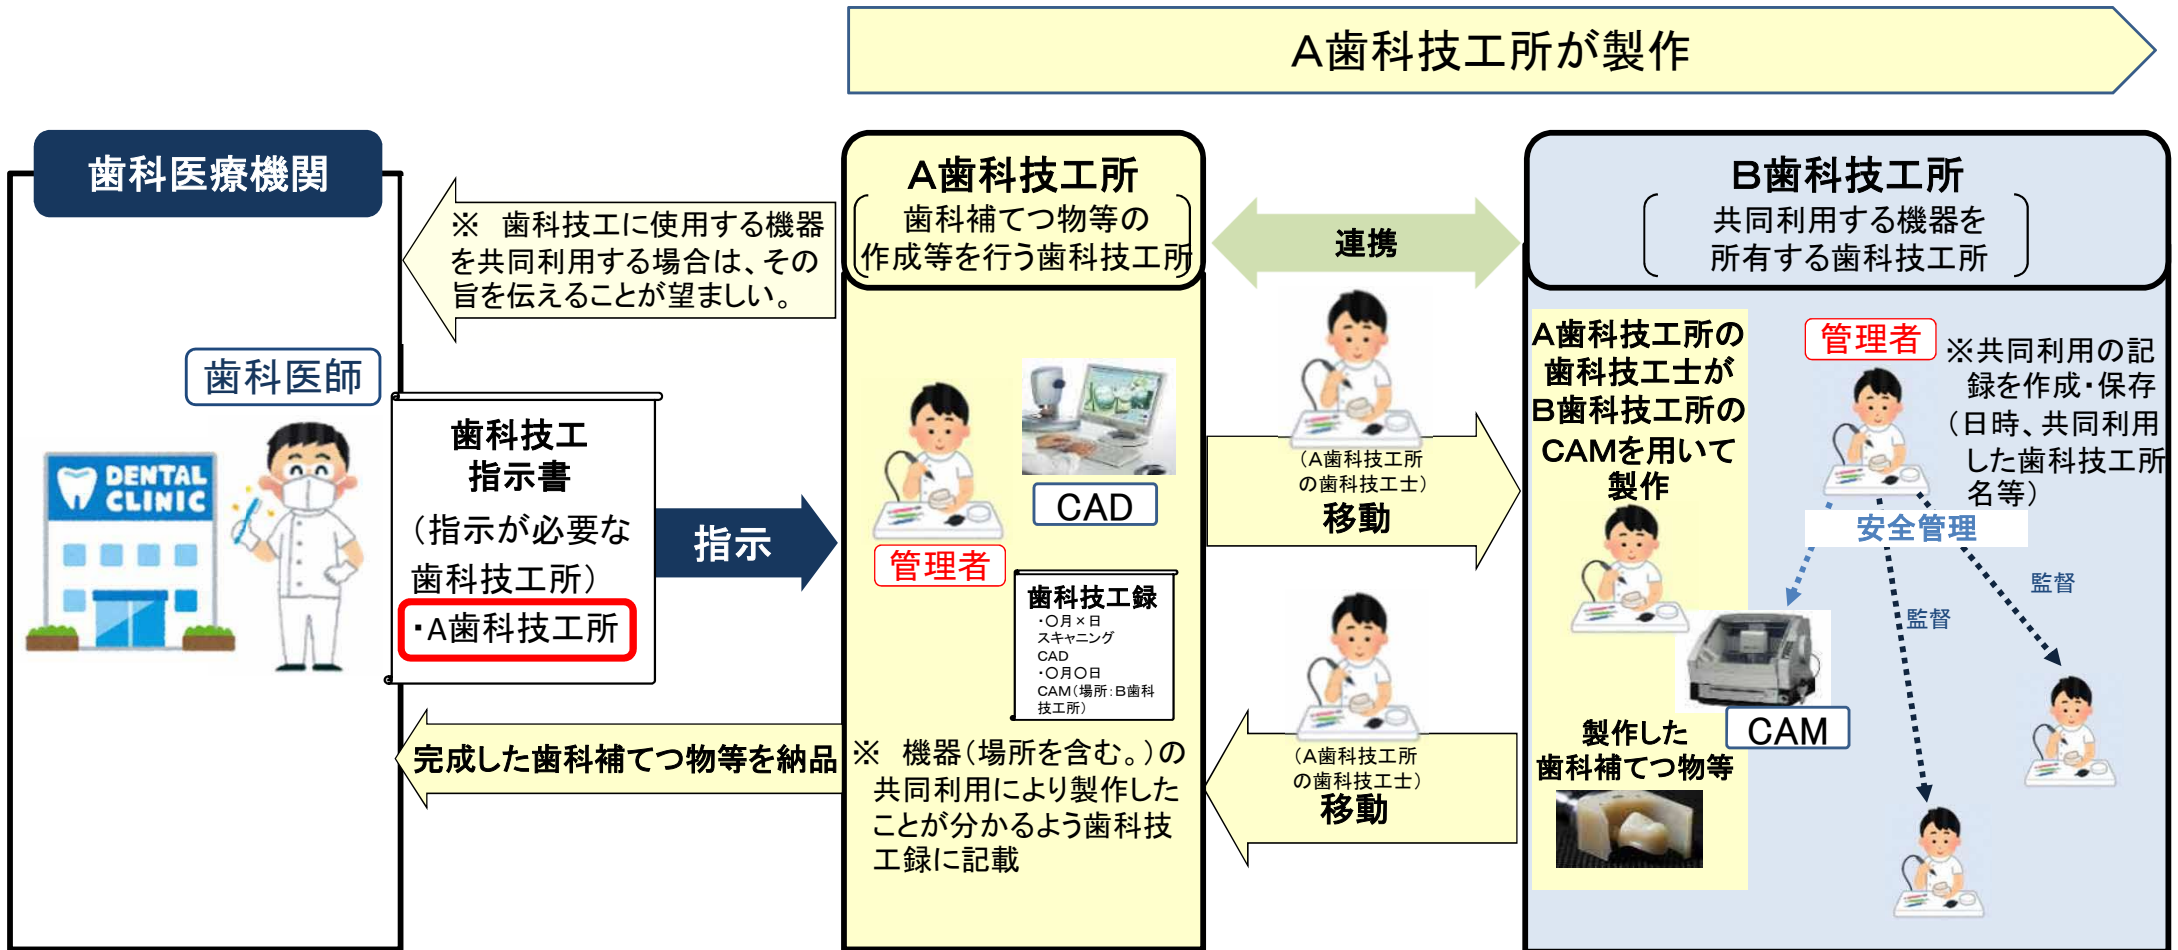 A歯科技工所が製作
歯科医療機関
※　歯科技工に使用する機器
を共同利用する場合は、その
旨を伝えることが望ましい。
歯科医師
DENTAL
CLINIC
歯科技工
指示書
（指示が必要な
歯科技工所）
・A歯科技工所
指示
完成した歯科補てつ物等を納品
A歯科技工所
歯科補てつ物等の
作成等を行う歯科技工所
CAD
管理者
歯科技工録
・〇月×日
スキャニング
CAD
・〇月〇日
CAM（場所：B歯科
技工所）
※　機器（場所を含む。）の
共同利用により製作した
ことが分かるよう歯科技
工録に記載
連携
（A歯科技工所
の歯科技工士）
移動
（A歯科技工所
の歯科技工士）
移動
B歯科技工所
共同利用する機器を
所有する歯科技工所
A歯科技工所の
歯科技工士が
B歯科技工所の
CAMを用いて
製作
管理者
※共同利用の記
録を作成・保存
（日時、共同利用
した歯科技工所
名等）
安全管理
監督
監督
CAM
製作した
歯科補てつ物等